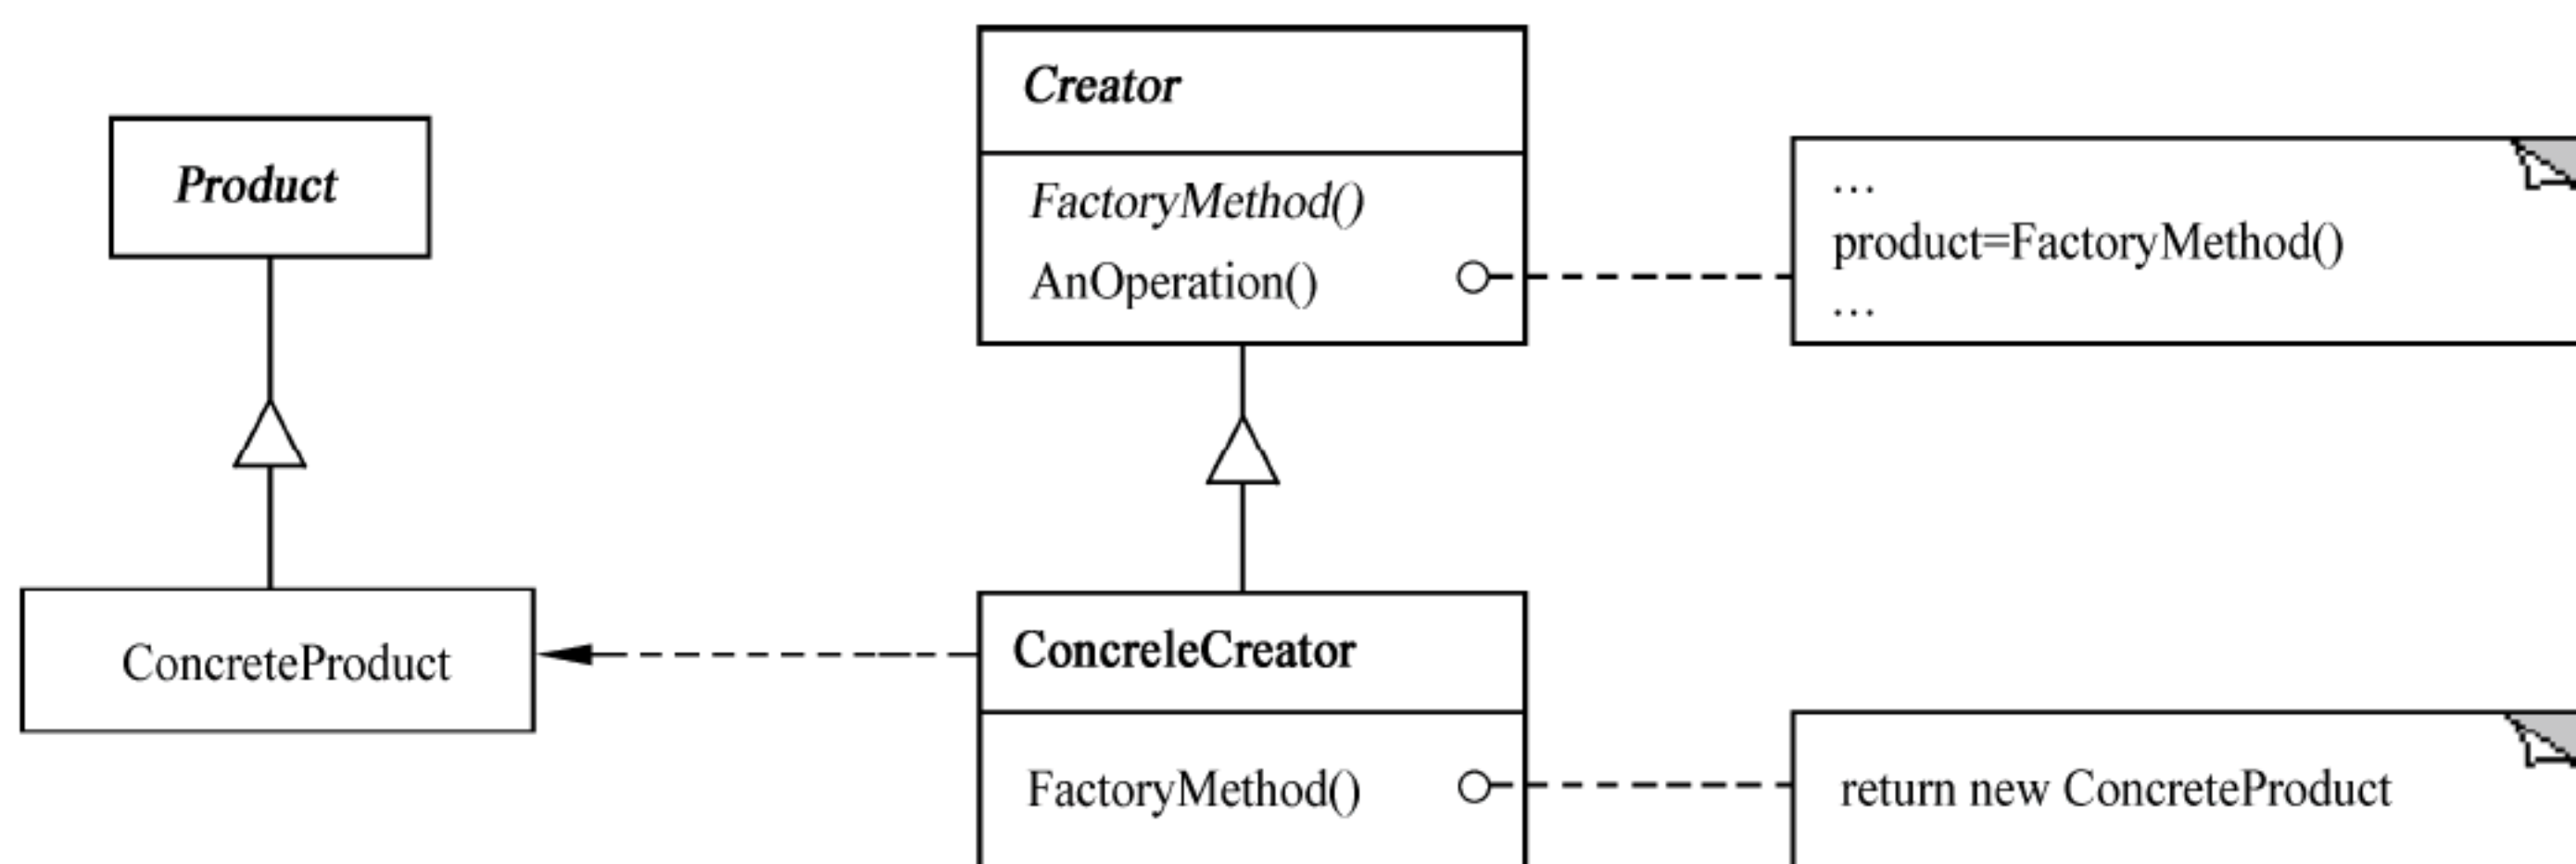 Product
ConcreteProduct
Creator
FactoryMethod()
AnOperation()
...
product=FactoryMethod()
...
ConcreleCreator
FactoryMethod()
return new ConcreteProduct